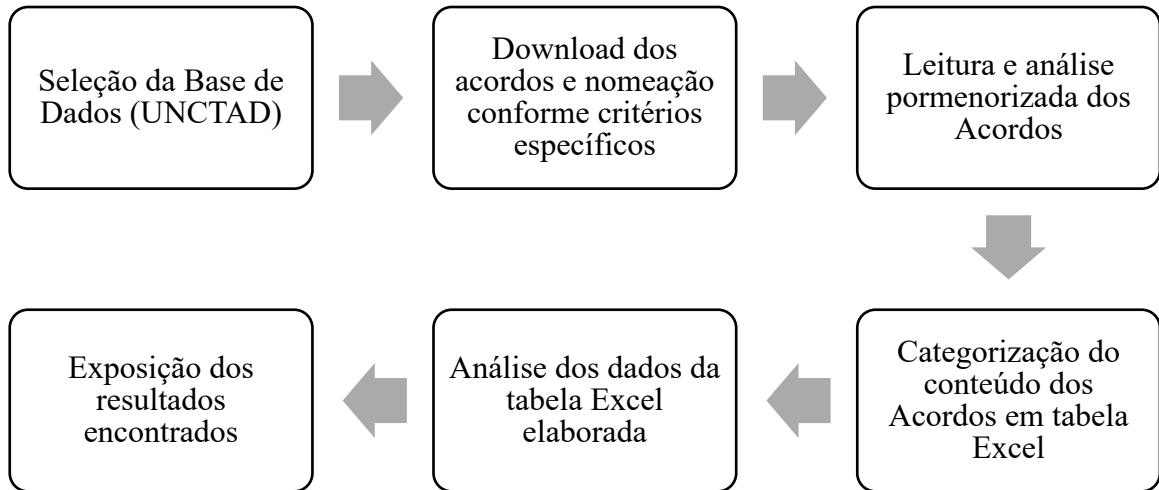 Seleção da Base de
Dados (UNCTAD)
Download dos
acordos e nomeação
conforme critérios
específicos
Leitura e análise
pormenorizada dos
Acordos
Categorização do
conteúdo dos
Acordos em tabela
Excel
Análise dos dados da
tabela Excel
elaborada
Exposição dos
resultados
encontrados